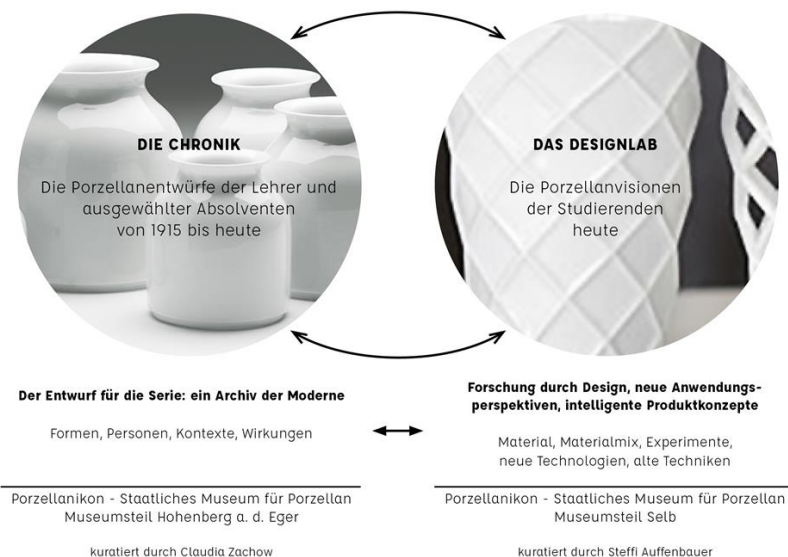 DIE CHRONIK
Die Porzellanentwürfe der Lehrer und
ausgewählter Absolventen
von 1915 bis heute
DAS DESIGNLAB
Die Porzellanvisionen
der Studierenden
heute
Der Entwurf für die Serie: ein Archiv der Moderne
Formen, Personen, Kontexte, Wirkungen
Forschung durch Design, neue Anwendungs-
perspektiven, intelligente Produktkonzepte
Material, Materialmix, Experimente,
neue Technologien, alte Techniken
Porzellanikon - Staatliches Museum für Porzellan
Museumsteil Hohenberg a. d. Eger
kuratiert durch Claudia Zachow
Porzellanikon - Staatliches Museum für Porzellan
Museumsteil Selb
kuratiert durch Steffi Auffenbauer